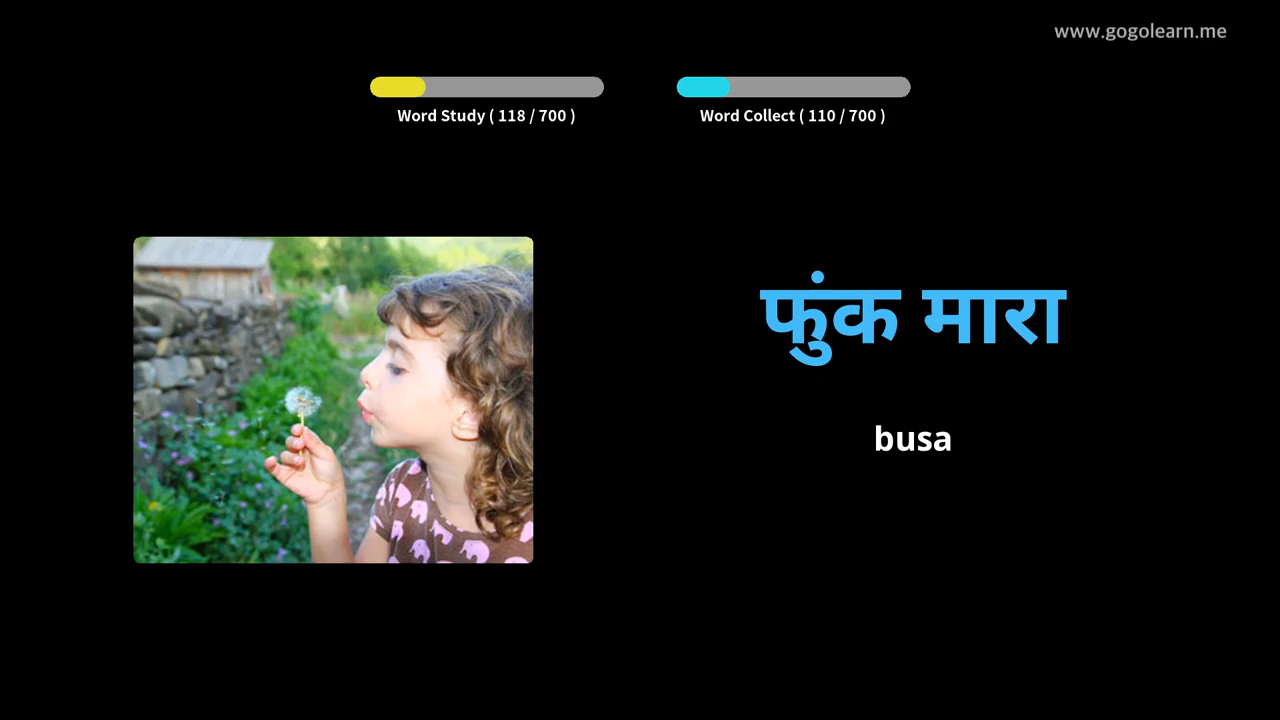 www.gogolearn.me
Word Study ( 118 / 700 )
Word Collect ( 110 / 700 )
फुंक मारा
busa